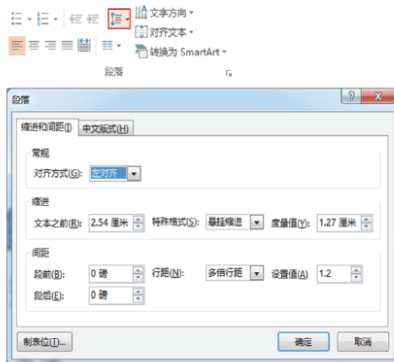 文字方向
对齐文本
转换为 SmartArt
段落
段落
缩进和间距(I) 中文版式(H)
常规
对齐方式(G): 左对齐
缩进
文本之前(R): 2.54 厘米 特殊格式(S): 悬挂缩进 度量值(Y): 1.27 厘米
间距
段前(B): 0 磅 行距(N): 多倍行距 设置值(A) 1.2
段后(E): 0 磅
制表位(T)... 确定 取消